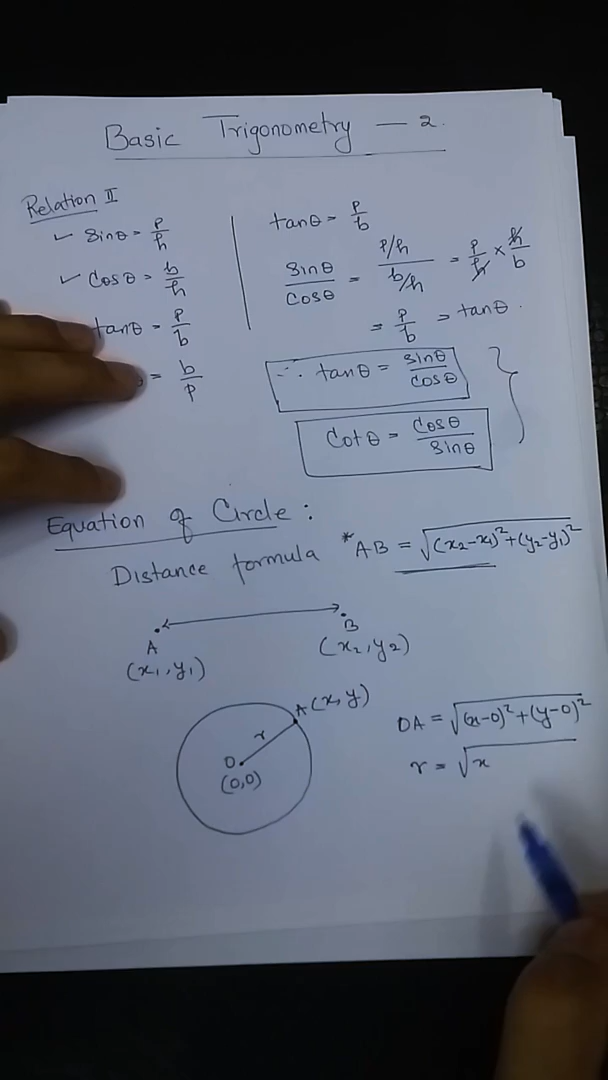 Basic Trigonometry — 2.
Relation II
✓ sinθ = p/h
✓ Cosθ = b/h
tanθ = p/b
= b/p
tanθ = p/b
sinθ/cosθ = (p/h)/(b/h) = p/h × h/b
= p/b = tanθ.
∴ tanθ = sinθ/cosθ
Cotθ = Cosθ/sinθ
Equation of Circle :
Distance formula *AB = √(x₂-x₁)²+(y₂-y₁)²
A
(x₁,y₁)
B
(x₂,y₂)
A(x,y)
r
O
(0,0)
OA = √(x-0)²+(y-0)²
r = √x